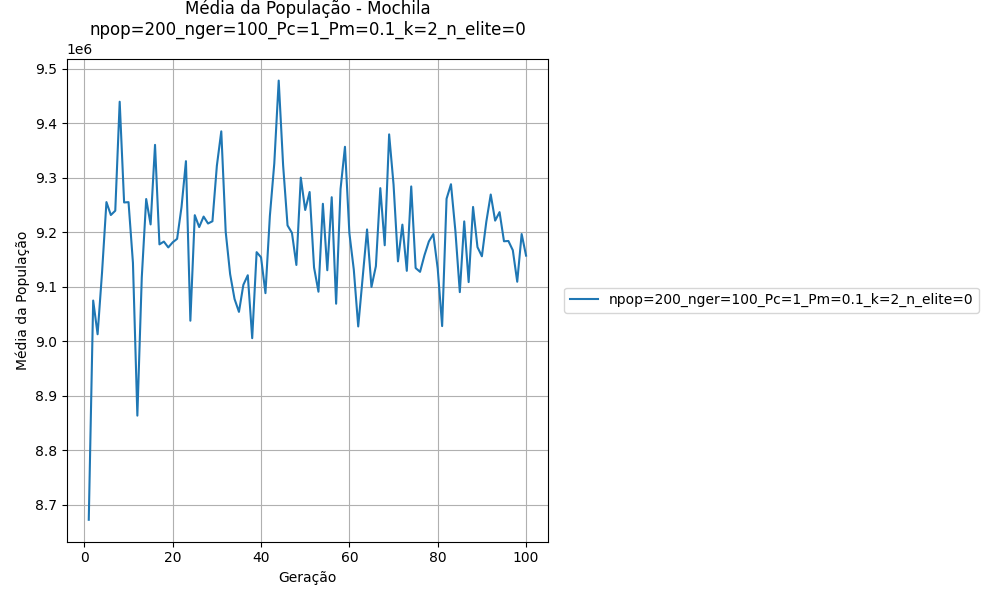 Média da População - Mochila
npop=200_nger=100_Pc=1_Pm=0.1_k=2_n_elite=0
1e6
9.5
9.4
9.3
9.2
9.1
9.0
8.9
8.8
8.7
Média da População
0 20 40 60 80 100
Geração
npop=200_nger=100_Pc=1_Pm=0.1_k=2_n_elite=0